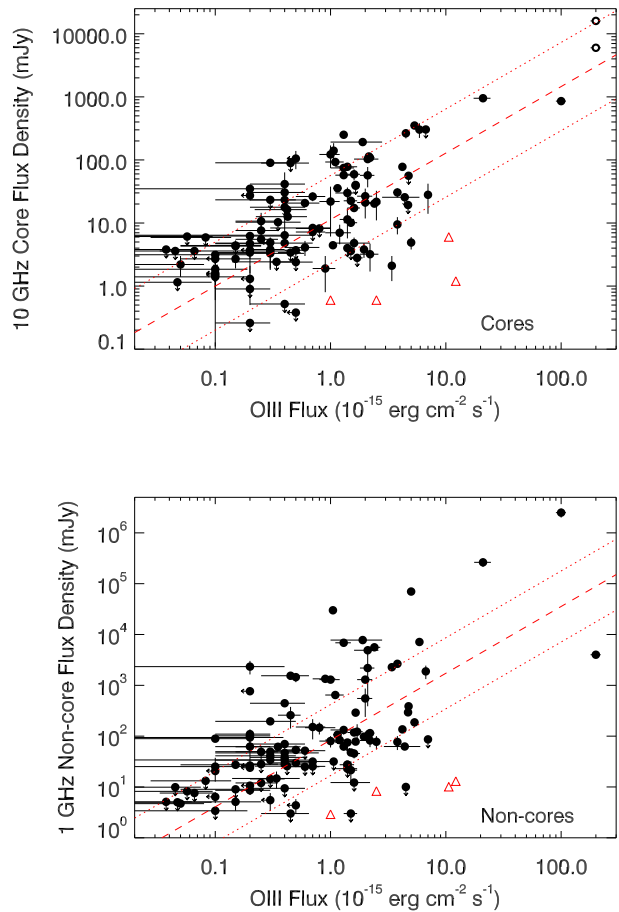 10 GHz Core Flux Density (mJy)
10000.0
1000.0
100.0
10.0
1.0
0.1
Cores
0.1 1.0 10.0 100.0
OIII Flux (10⁻¹⁵ erg cm⁻² s⁻¹)
1 GHz Non-core Flux Density (mJy)
10⁶
10⁵
10⁴
10³
10²
10¹
10⁰
Non-cores
0.1 1.0 10.0 100.0
OIII Flux (10⁻¹⁵ erg cm⁻² s⁻¹)